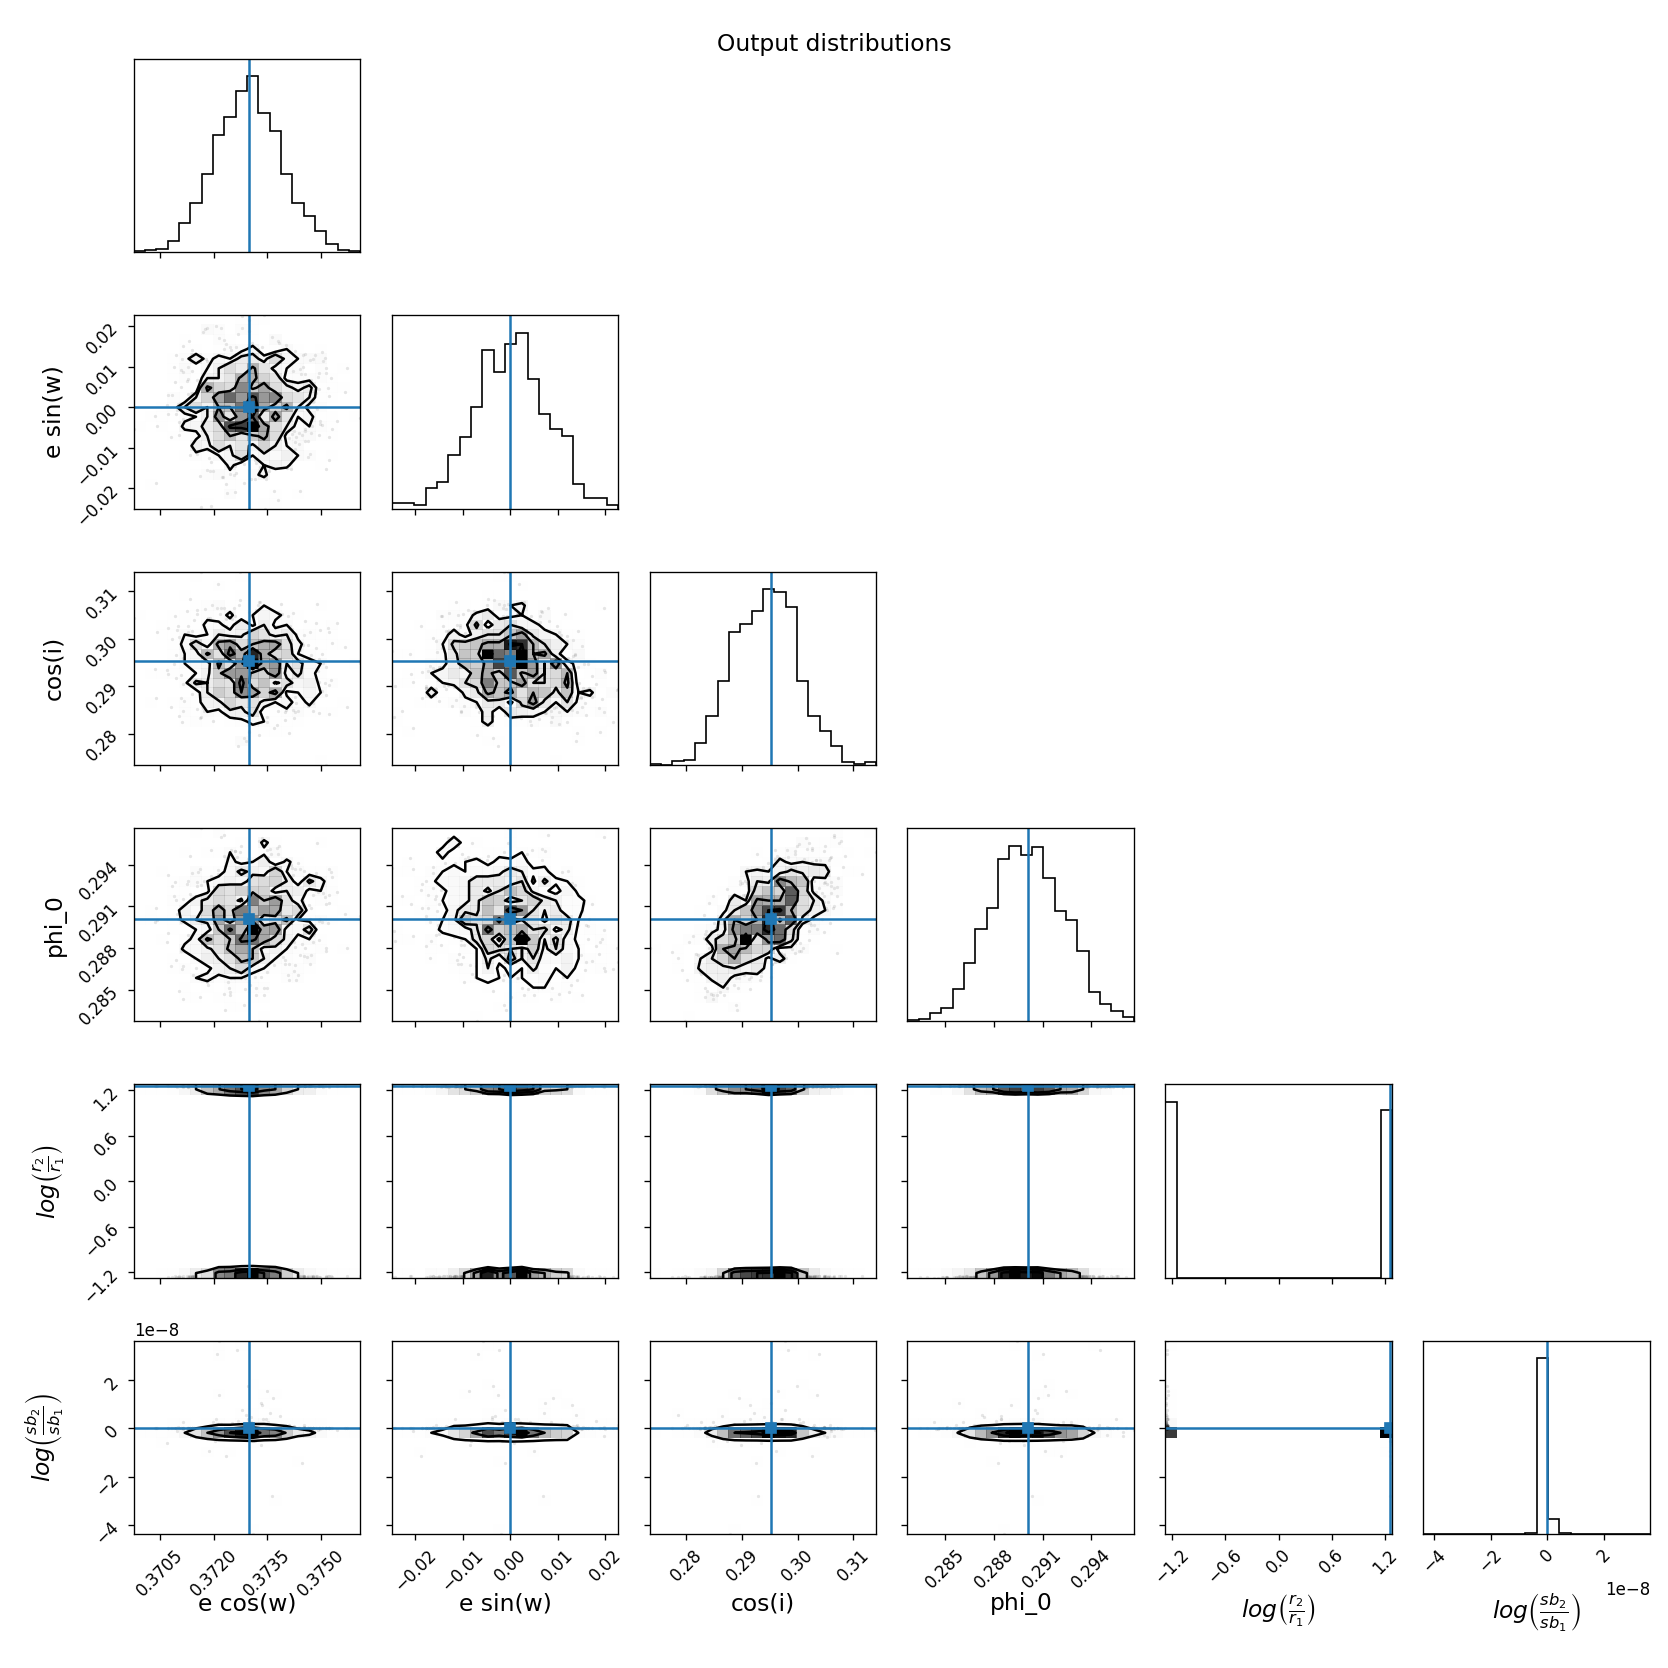 Output distributions
e sin(w)
0.02
0.01
0.00
−0.01
−0.02
cos(i)
0.31
0.30
0.29
0.28
phi_0
0.294
0.291
0.288
0.285
log(r₂/r₁)
1.2
0.6
0.0
−0.6
−1.2
1e−8
log(sb₂/sb₁)
2
0
−2
−4
0.3705 0.3720 0.3735 0.3750
e cos(w)
−0.02 −0.01 0.00 0.01 0.02
e sin(w)
0.28 0.29 0.30 0.31
cos(i)
0.285 0.288 0.291 0.294
phi_0
−1.2 −0.6 0.0 0.6 1.2
log(r₂/r₁)
−4 −2 0 2
1e−8
log(sb₂/sb₁)